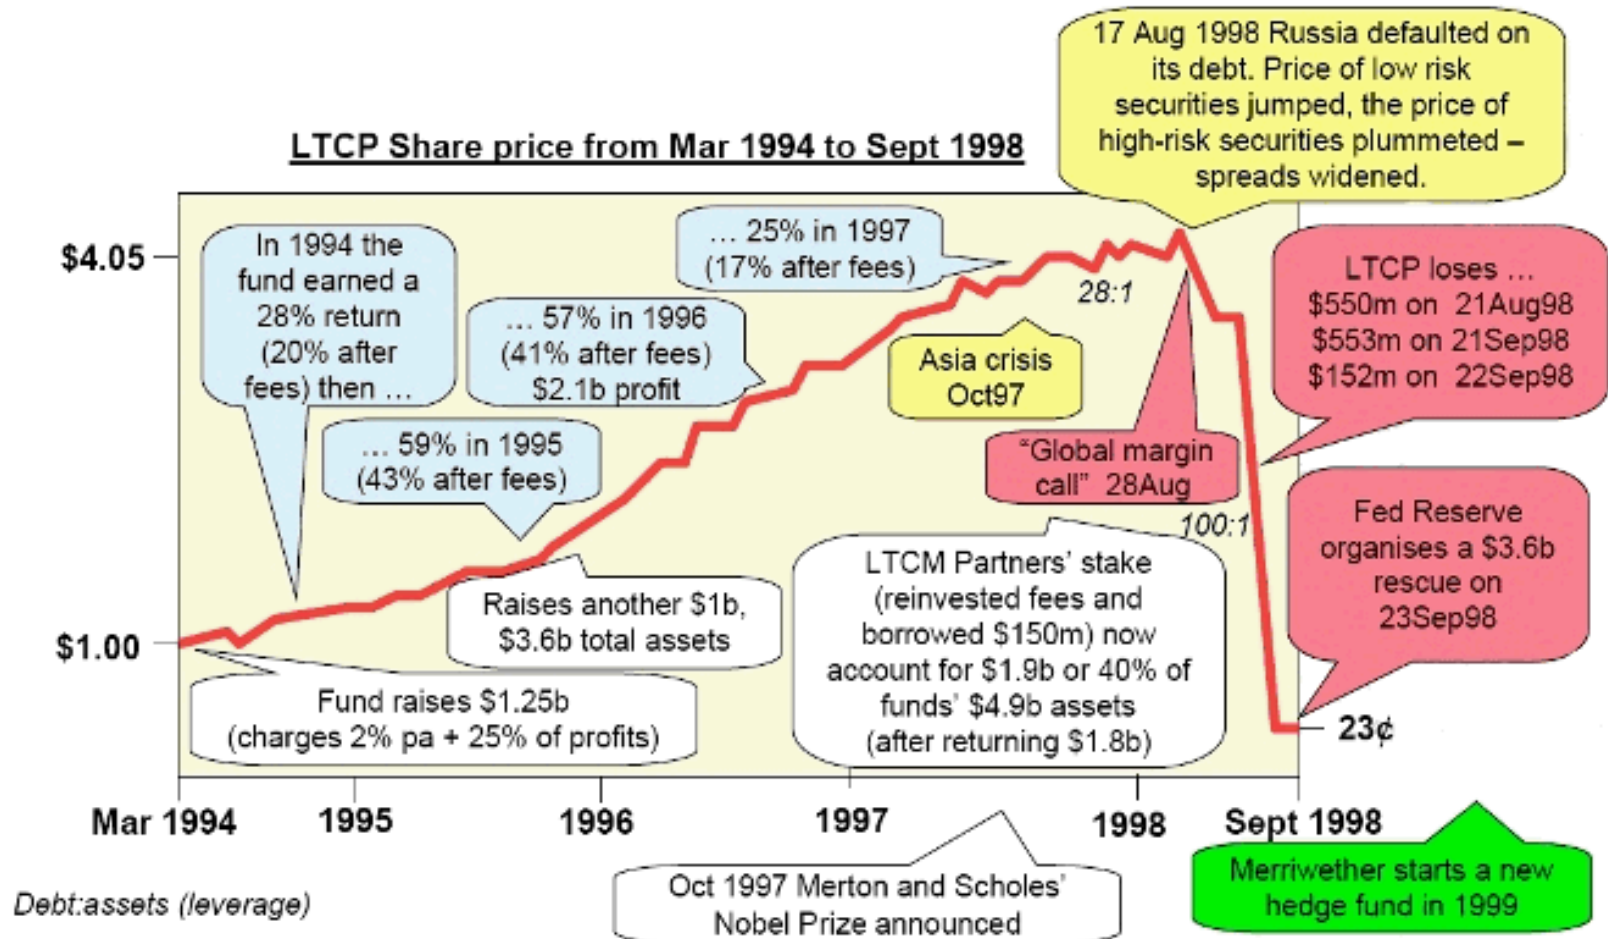 17 Aug 1998 Russia defaulted on
its debt. Price of low risk
securities jumped, the price of
high-risk securities plummeted –
spreads widened.
LTCP Share price from Mar 1994 to Sept 1998
$4.05
In 1994 the
fund earned a
28% return
(20% after
fees) then ...
... 59% in 1995
(43% after fees)
... 57% in 1996
(41% after fees)
$2.1b profit
... 25% in 1997
(17% after fees)
28:1
Asia crisis
Oct97
"Global margin
call" 28Aug
100:1
LTCP loses ...
$550m on 21Aug98
$553m on 21Sep98
$152m on 22Sep98
Fed Reserve
organises a $3.6b
rescue on
23Sep98
$1.00
Raises another $1b,
$3.6b total assets
Fund raises $1.25b
(charges 2% pa + 25% of profits)
LTCM Partners' stake
(reinvested fees and
borrowed $150m) now
account for $1.9b or 40% of
funds' $4.9b assets
(after returning $1.8b)
23¢
Mar 1994
1995
1996
1997
1998
Sept 1998
Debt:assets (leverage)
Oct 1997 Merton and Scholes'
Nobel Prize announced
Merriwether starts a new
hedge fund in 1999